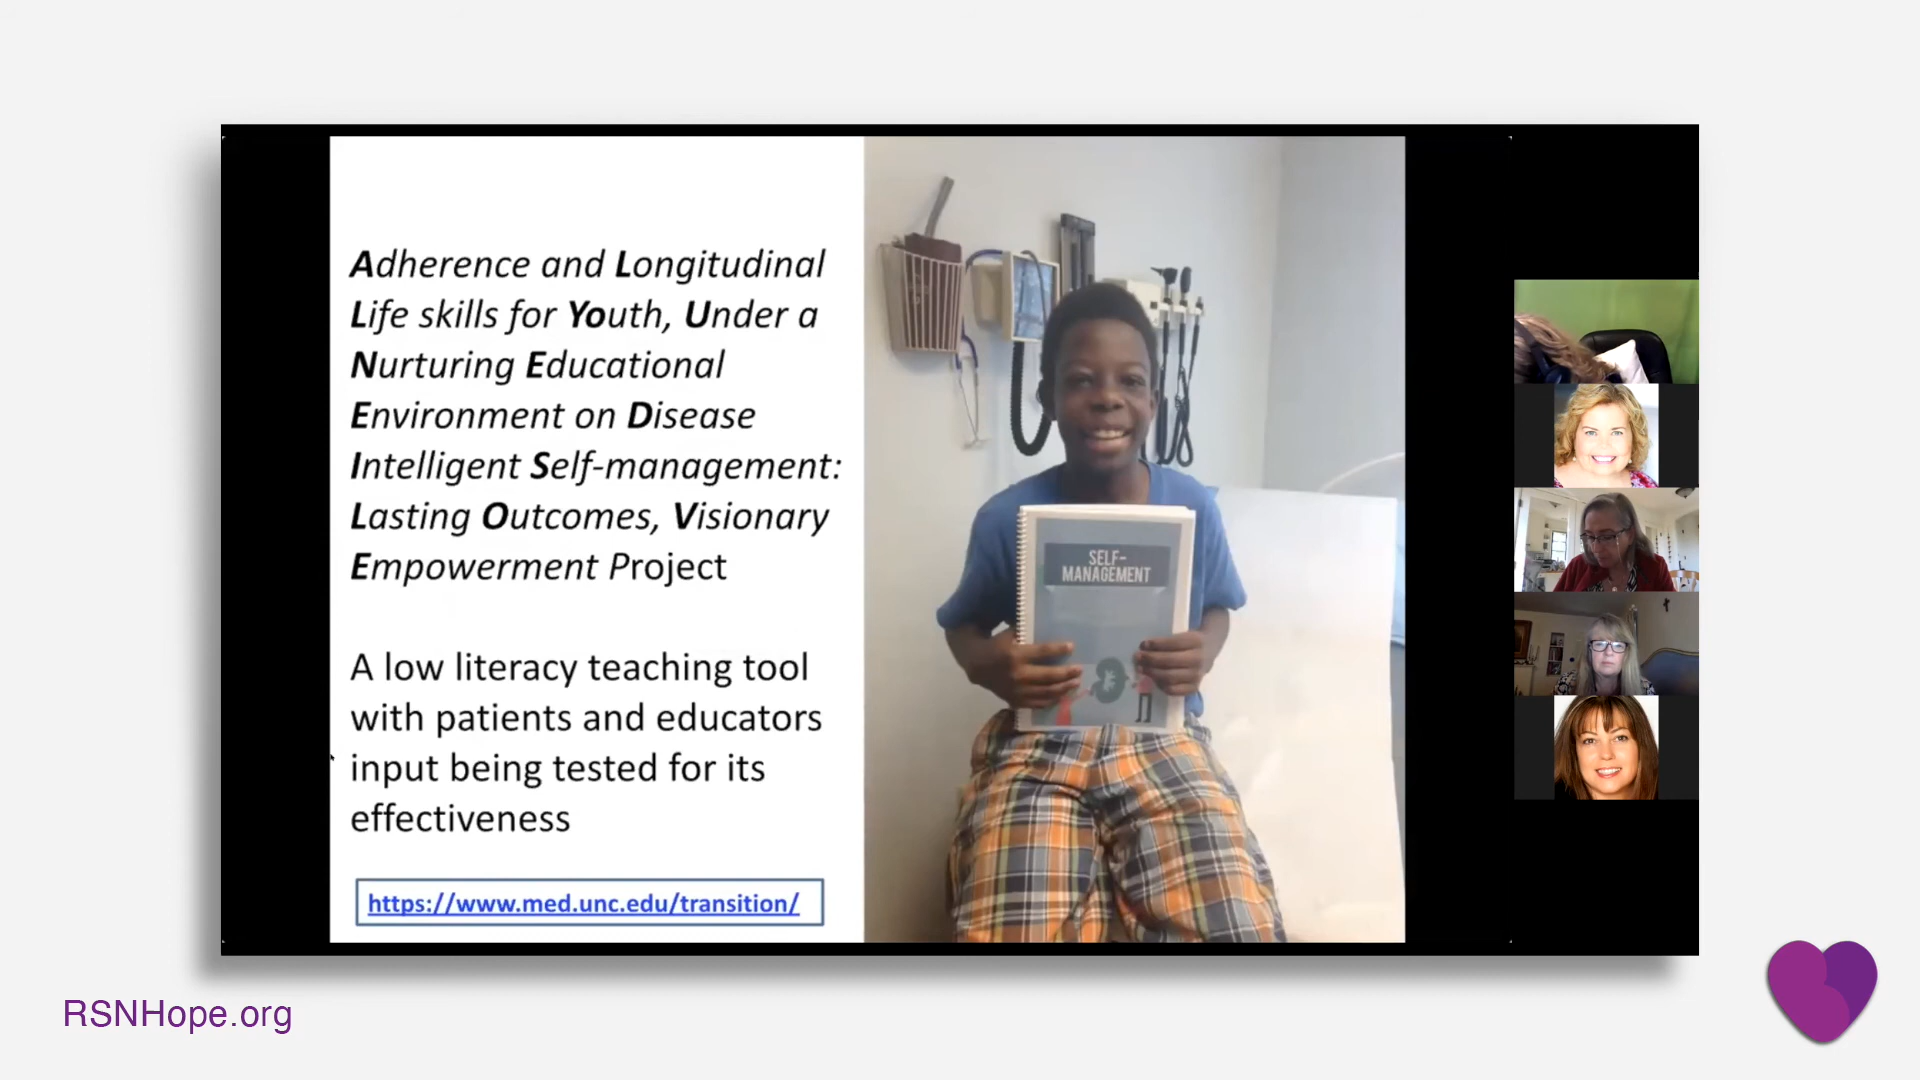 Adherence and Longitudinal
Life skills for Youth, Under a
Nurturing Educational
Environment on Disease
Intelligent Self-management:
Lasting Outcomes, Visionary
Empowerment Project
A low literacy teaching tool
with patients and educators
input being tested for its
effectiveness
https://www.med.unc.edu/transition/
SELF-
MANAGEMENT
RSNHope.org